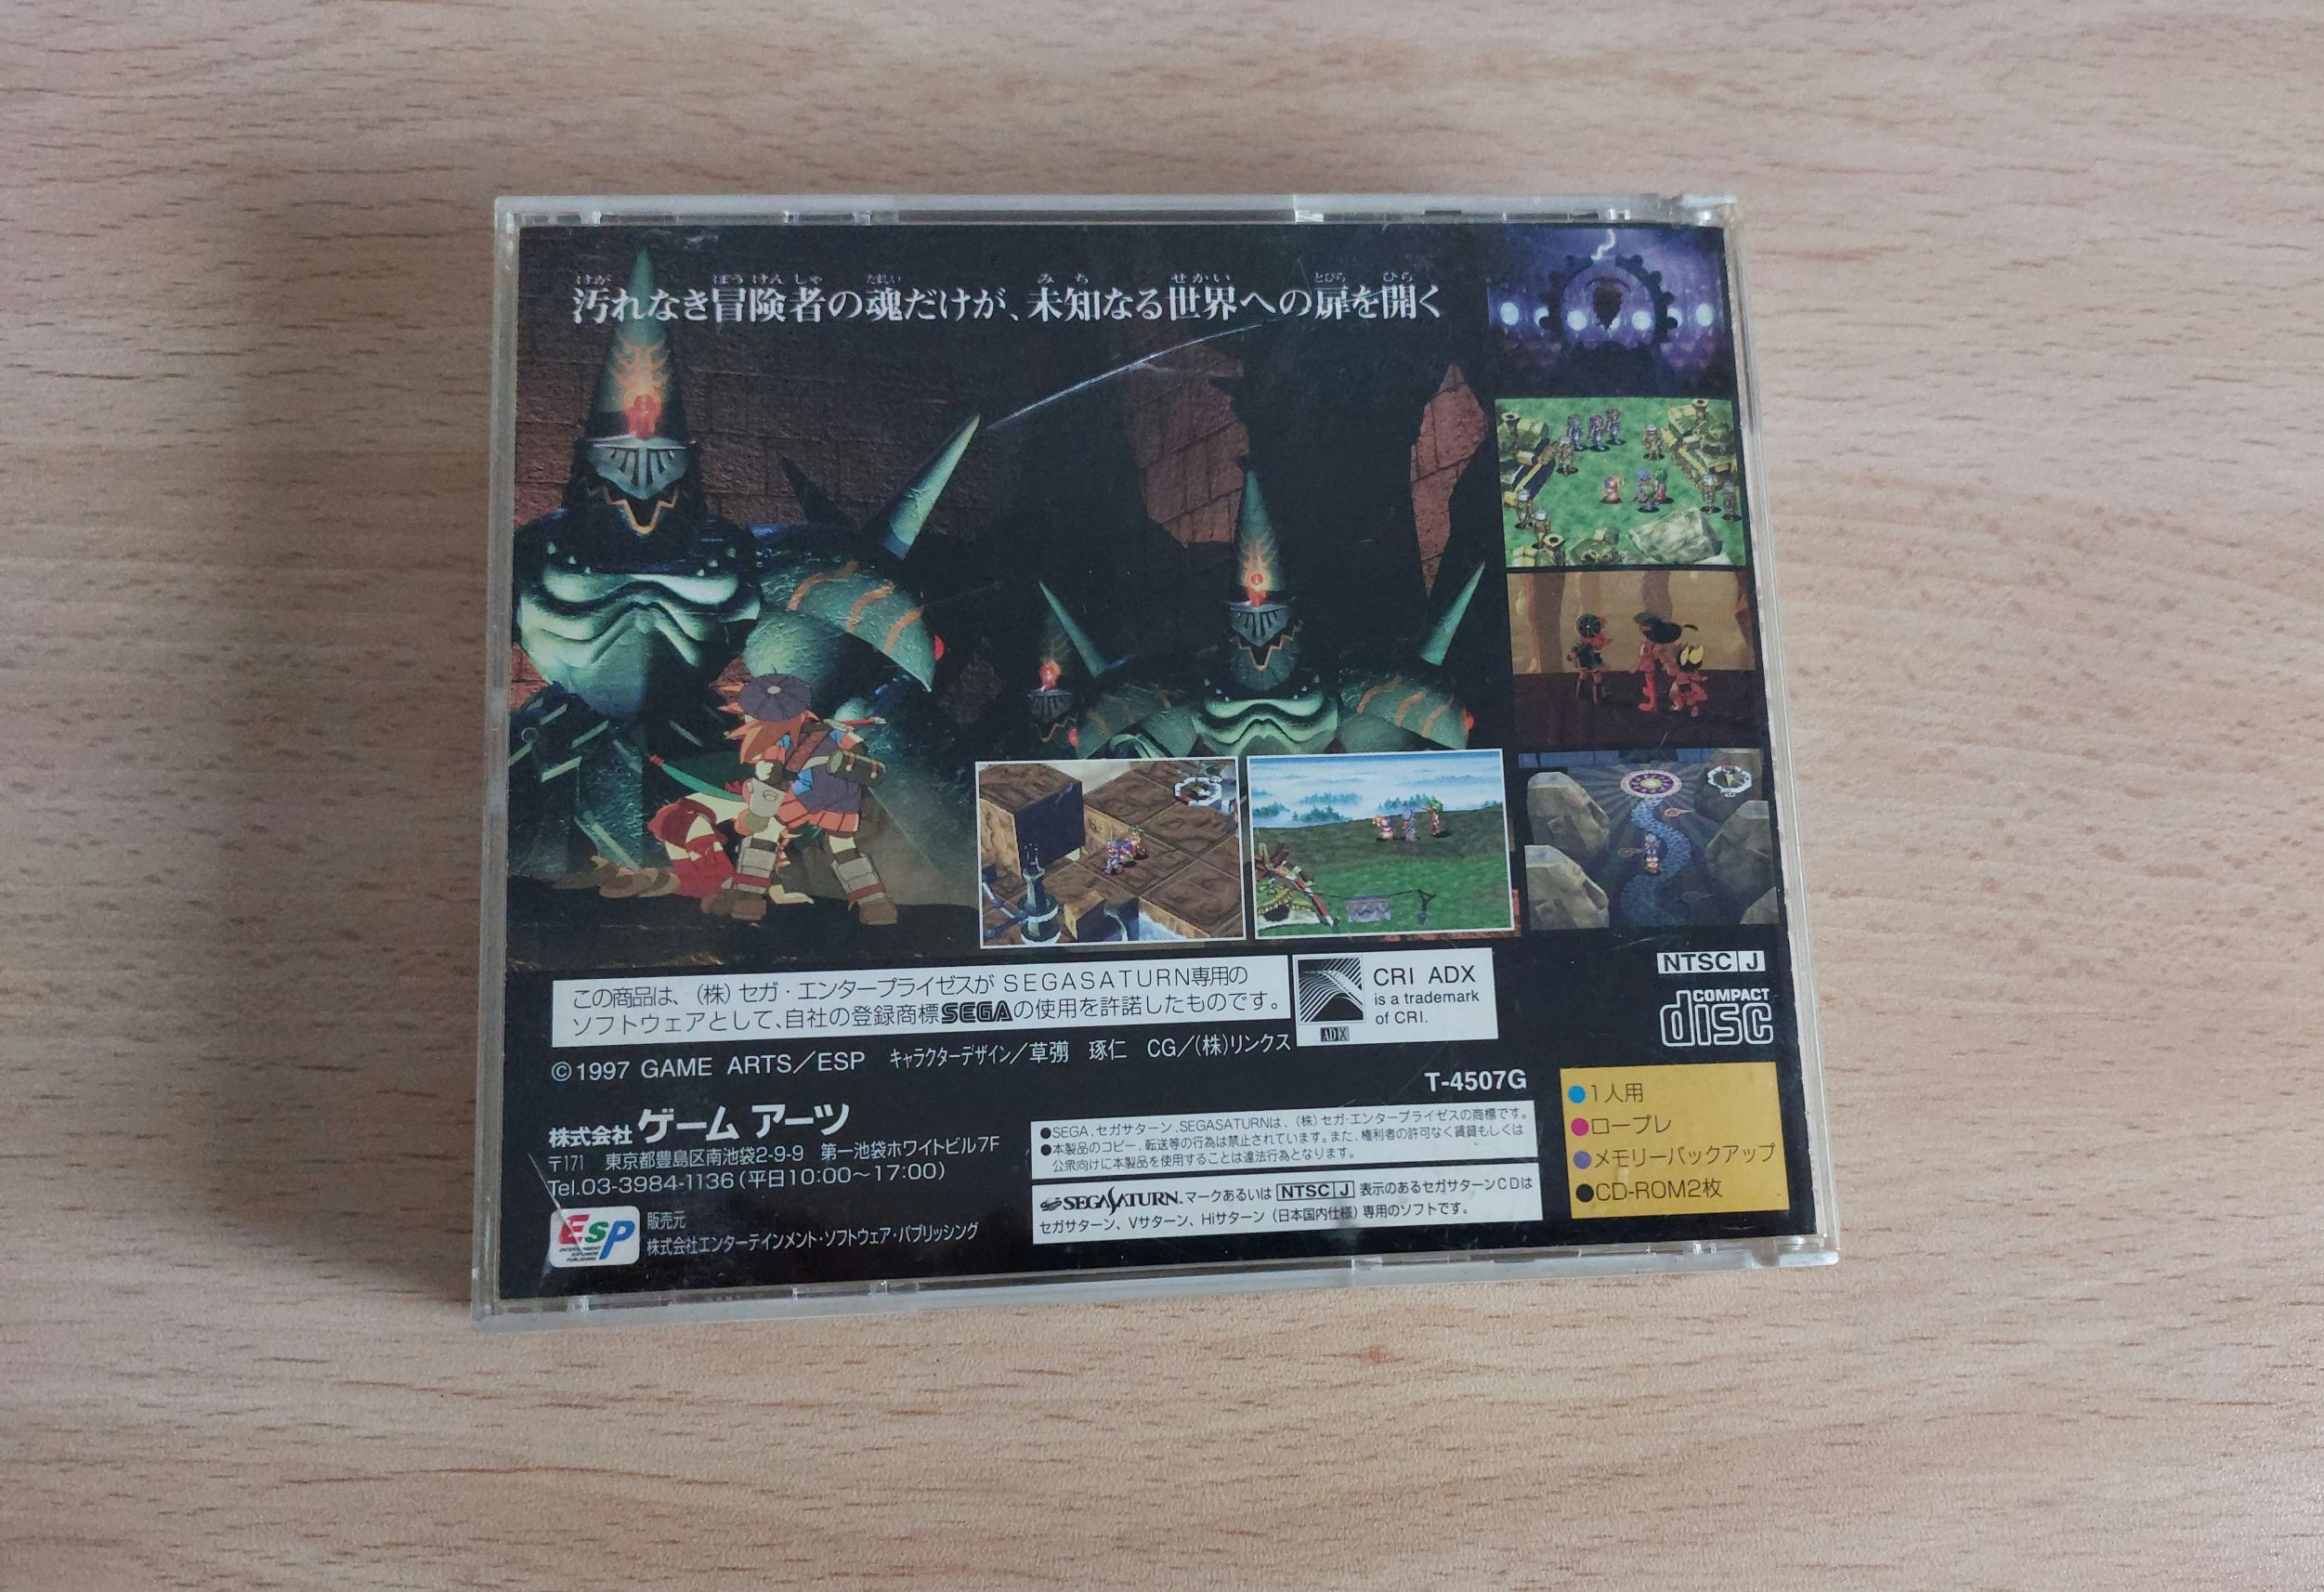 汚れなき冒険者の魂だけが、未知なる世界への扉を開く
けが ぼうけんしゃ たましい みち せかい とびら ひら
この商品は、(株)セガ・エンタープライゼスがSEGASATURN専用の
ソフトウェアとして、自社の登録商標SEGAの使用を許諾したものです。
CRI ADX
is a trademark
of CRI.
ADX
NTSC J
COMPACT
disc
©1997 GAME ARTS/ESP キャラクターデザイン/草彅 琢仁 CG/(株)リンクス
T-4507G
株式会社ゲームアーツ
〒171 東京都豊島区南池袋2-9-9 第一池袋ホワイトビル7F
Tel.03-3984-1136(平日10:00〜17:00)
ESP
ENTERTAINMENT
SOFTWARE
PUBLISHING
販売元
株式会社エンターテインメント・ソフトウェア・パブリッシング
●SEGA,セガサターン,SEGASATURNは、(株)セガ・エンタープライゼスの商標です。
●本製品のコピー、転送等の行為は禁止されています。また、権利者の許可なく賃貸もしくは
公衆向けに本製品を使用することは違法行為となります。
SEGASATURN.マークあるいは NTSC J 表示のあるセガサターンCDは
セガサターン、Vサターン、Hiサターン(日本国内仕様)専用のソフトです。
●1人用
●ロープレ
●メモリーバックアップ
●CD-ROM2枚